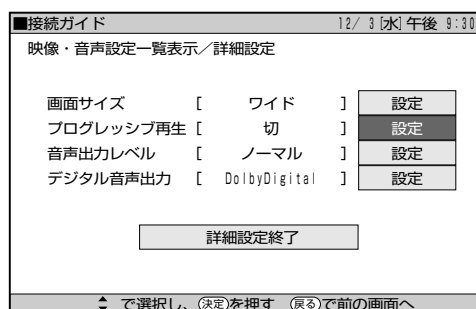 ■接続ガイド 12/ 3[水]午後 9:30
映像・音声設定一覧表示／詳細設定
画面サイズ [ ワイド ] 設定
プログレッシブ再生 [ 切 ] 設定
音声出力レベル [ ノーマル ] 設定
デジタル音声出力 [ DolbyDigital ] 設定
詳細設定終了
で選択し、決定を押す 戻るで前の画面へ